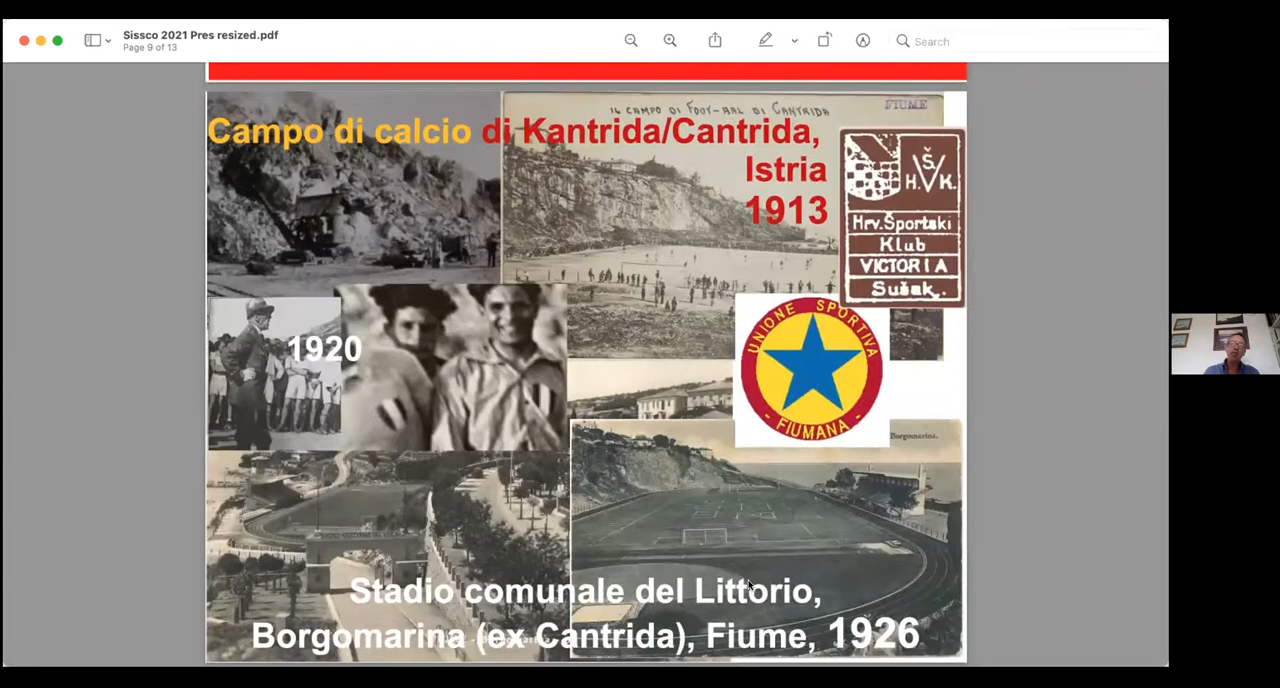 Sissco 2021 Pres resized.pdf
Page 9 of 13
Search
IL CAMPO DI FOOT-BAL DI CANTRIDA
FIUME
Campo di calcio di Kantrida/Cantrida,
Istria
1913
Š
H.V.K.
Hrv. Športski
Klub
VICTORIA
Sušak.
1920
UNIONE SPORTIVA
- FIUMANA -
Borgomarina.
Stadio comunale del Littorio,
Borgomarina (ex Cantrida), Fiume, 1926